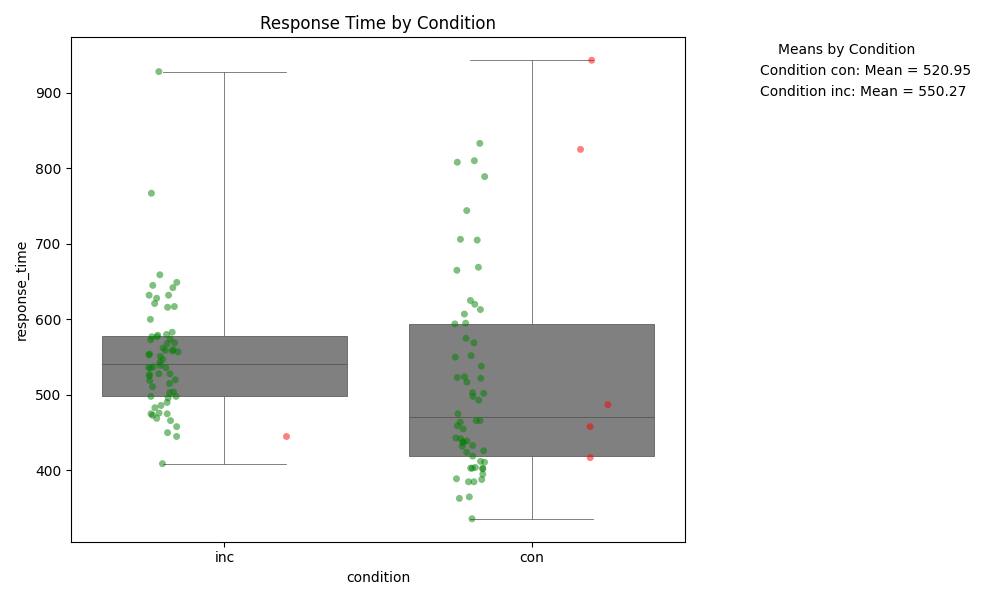 Response Time by Condition
Means by Condition
Condition con: Mean = 520.95
Condition inc: Mean = 550.27
900
800
700
600
500
400
response_time
inc
con
condition